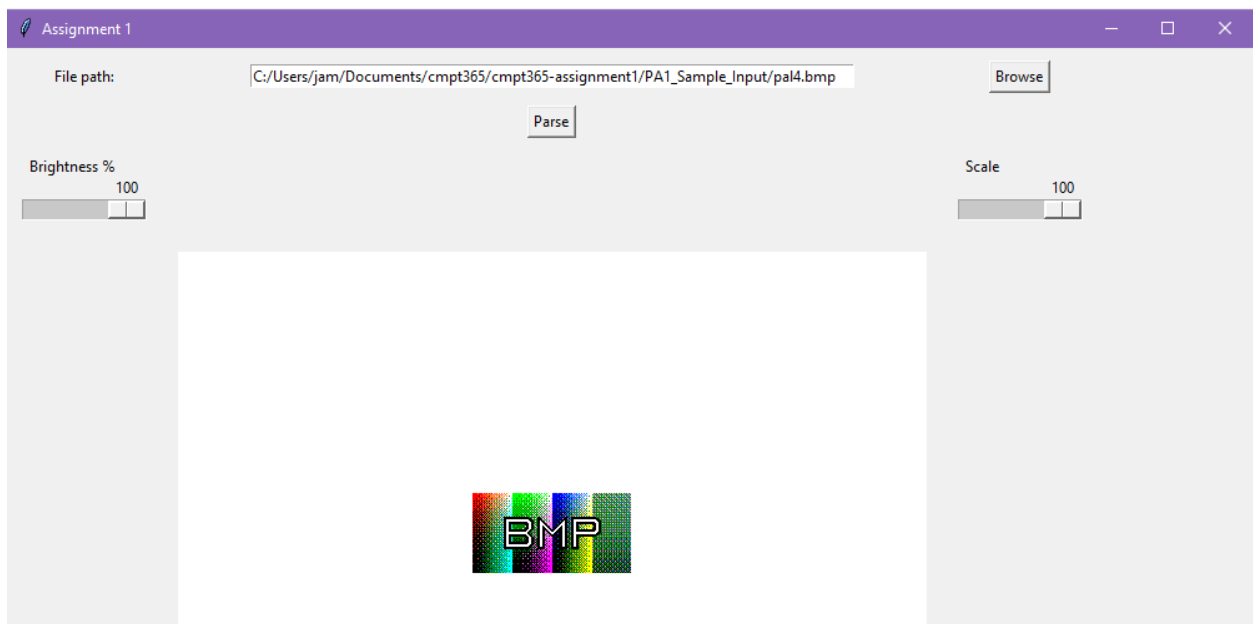 Assignment 1
File path: C:/Users/jam/Documents/cmpt365/cmpt365-assignment1/PA1_Sample_Input/pal4.bmp Browse
Parse
Brightness % Scale
100 100
BMP